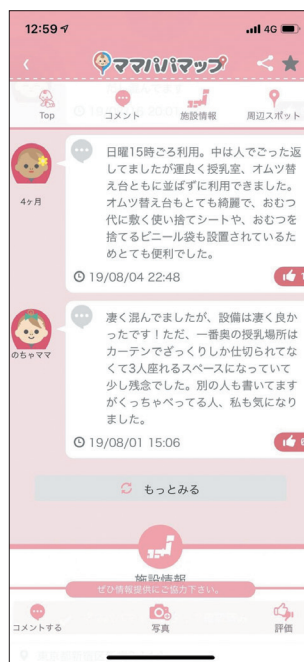 12:59
4G
ママパパマップ
Top
コメント
施設情報
周辺スポット
日曜15時ごろ利用。中は人でごった返
してましたが運良く授乳室、オムツ替
え台ともに並ばずに利用できました。
オムツ替え台もとても綺麗で、おむつ
代に敷く使い捨てシートや、おむつを
捨てるビニール袋も設置されているた
めとても便利でした。
4ヶ月
19/08/04 22:48
凄く混んでましたが、設備は凄く良か
ったです！ただ、一番奥の授乳場所は
カーテンでざっくりしか仕切られてな
くて3人座れるスペースになっていて
少し残念でした。別の人も書いてます
がくっちゃべってる人、私も気になり
ました。
のちゃママ
19/08/01 15:06
もっとみる
施設情報
ぜひ情報提供にご協力下さい。
コメントする
写真
評価